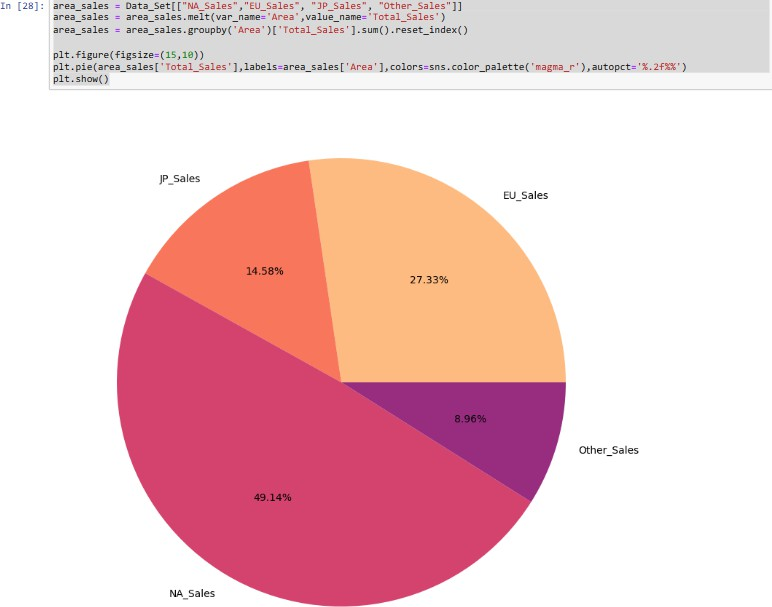 In [28]: area_sales = Data_Set[["NA_Sales","EU_Sales", "JP_Sales", "Other_Sales"]]
area_sales = area_sales.melt(var_name='Area',value_name='Total_Sales')
area_sales = area_sales.groupby('Area')['Total_Sales'].sum().reset_index()
plt.figure(figsize=(15,10))
plt.pie(area_sales['Total_Sales'],labels=area_sales['Area'],colors=sns.color_palette('magma_r'),autopct='%.2f%%')
plt.show()
JP_Sales
EU_Sales
14.58%
27.33%
8.96%
Other_Sales
49.14%
NA_Sales